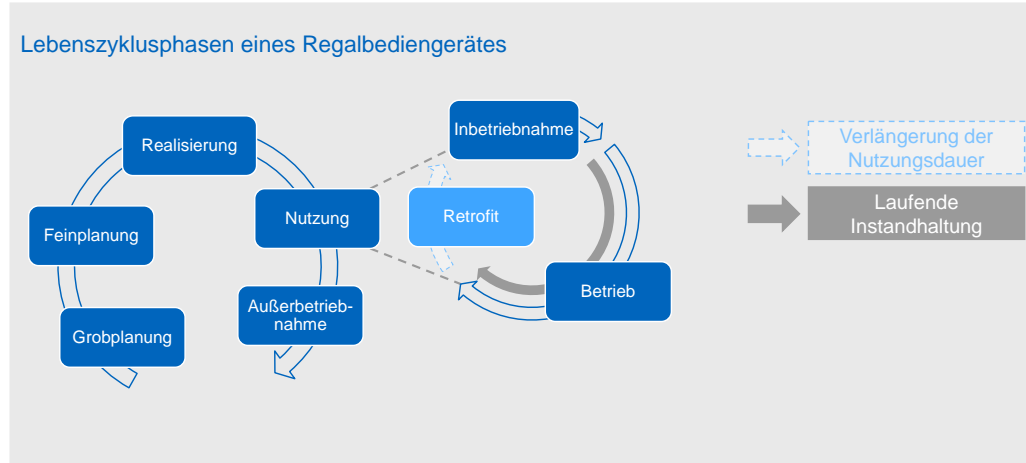 Lebenszyklusphasen eines Regalbediengerätes
Realisierung
Feinplanung
Grobplanung
Nutzung
Außerbetrieb-
nahme
Inbetriebnahme
Retrofit
Betrieb
Verlängerung der
Nutzungsdauer
Laufende
Instandhaltung